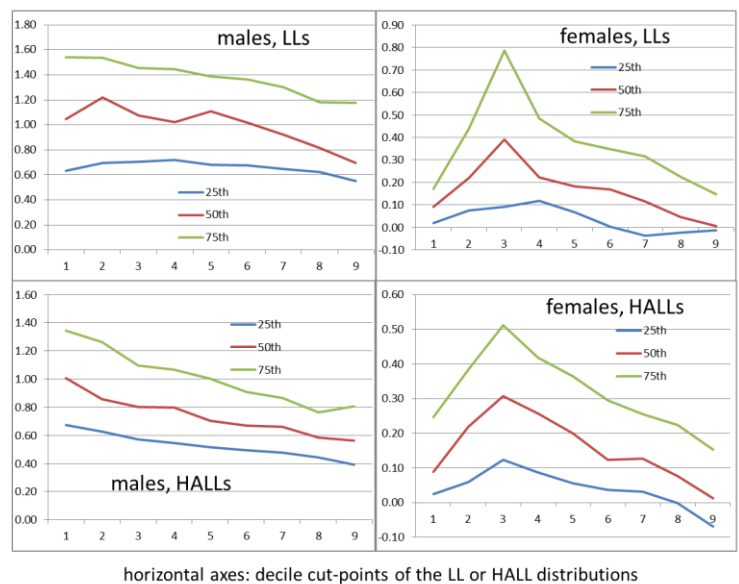 males, LLs
1.80
1.60
1.40
1.20
1.00
0.80
0.60
0.40
0.20
0.00
25th
50th
75th
1 2 3 4 5 6 7 8 9
females, LLs
0.90
0.80
0.70
0.60
0.50
0.40
0.30
0.20
0.10
0.00
-0.10
25th
50th
75th
1 2 3 4 5 6 7 8 9
1.60
1.40
1.20
1.00
0.80
0.60
0.40
0.20
0.00
25th
50th
75th
males, HALLs
1 2 3 4 5 6 7 8 9
females, HALLs
0.60
0.50
0.40
0.30
0.20
0.10
0.00
-0.10
25th
50th
75th
1 2 3 4 5 6 7 8 9
horizontal axes: decile cut-points of the LL or HALL distributions